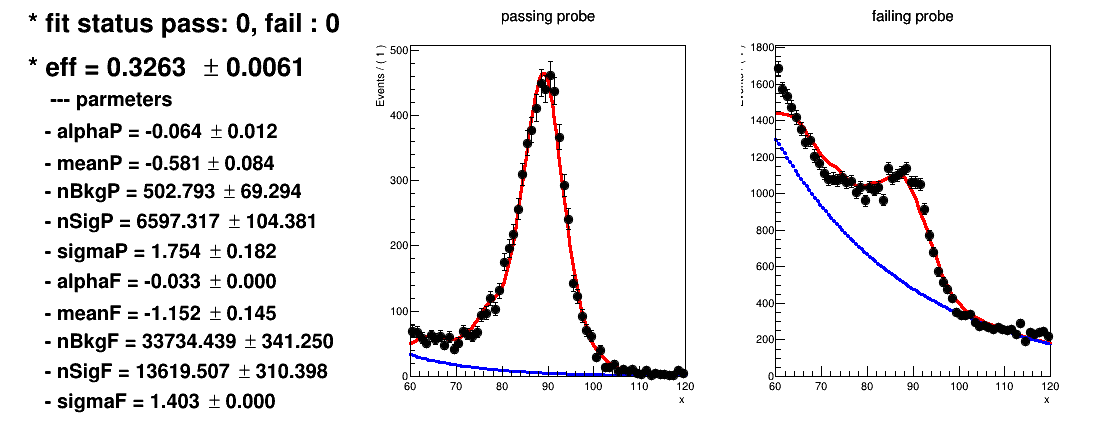 * fit status pass: 0, fail : 0
* eff = 0.3263 ± 0.0061
--- parmeters
- alphaP = -0.064 ± 0.012
- meanP = -0.581 ± 0.084
- nBkgP = 502.793 ± 69.294
- nSigP = 6597.317 ± 104.381
- sigmaP = 1.754 ± 0.182
- alphaF = -0.033 ± 0.000
- meanF = -1.152 ± 0.145
- nBkgF = 33734.439 ± 341.250
- nSigF = 13619.507 ± 310.398
- sigmaF = 1.403 ± 0.000
passing probe
Events / ( 1 )
500
400
300
200
100
0
60 70 80 90 100 110 120
x
failing probe
1800
1600
1400
1200
1000
800
600
400
200
0
60 70 80 90 100 110 120
x